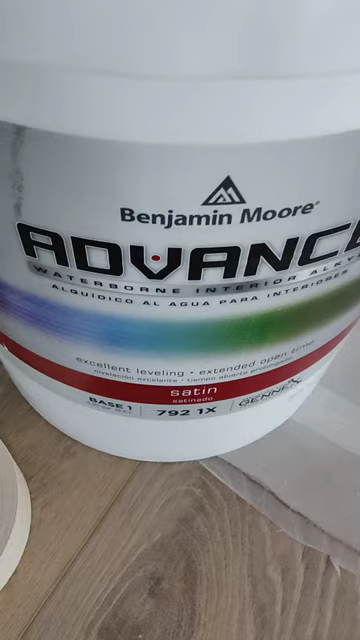 Benjamin Moore®
ADVANCE
WATERBORNE INTERIOR ALKY
ALQUÍDICO AL AGUA PARA INTERIORES
excellent leveling • extended open time
nivelación excelente • tiempo abierto prolongado
satin
satinado
BASE 1
792 1X
GENNEX